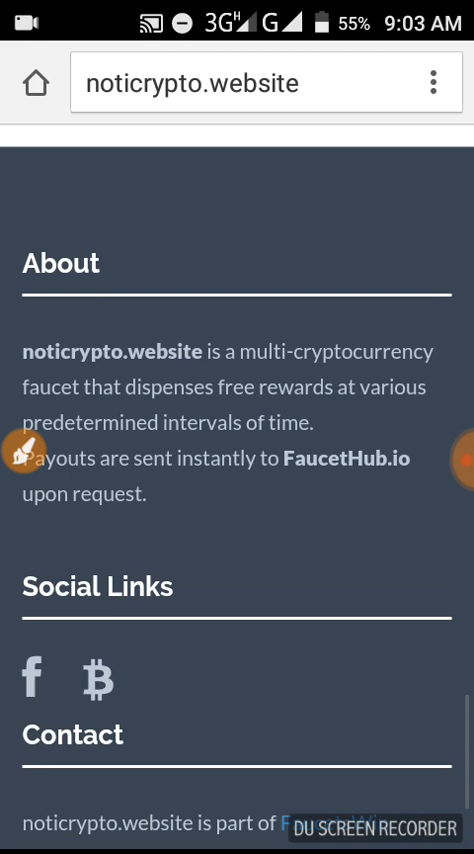 3G H G 55% 9:03 AM
noticrypto.website
About
noticrypto.website is a multi-cryptocurrency
faucet that dispenses free rewards at various
predetermined intervals of time.
Payouts are sent instantly to FaucetHub.io
upon request.
Social Links
Contact
noticrypto.website is part of
DU SCREEN RECORDER